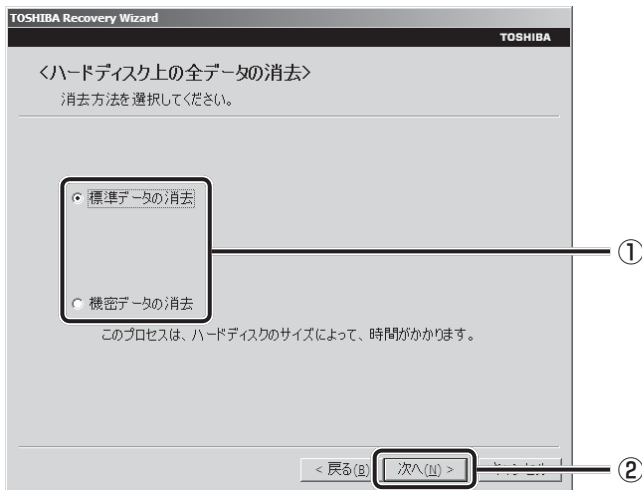 TOSHIBA Recovery Wizard
TOSHIBA
<ハードディスク上の全データの消去>
消去方法を選択してください。
標準データの消去
①
機密データの消去
このプロセスは、ハードディスクのサイズによって、時間がかかります。
< 戻る(B) 次へ(N) >
②